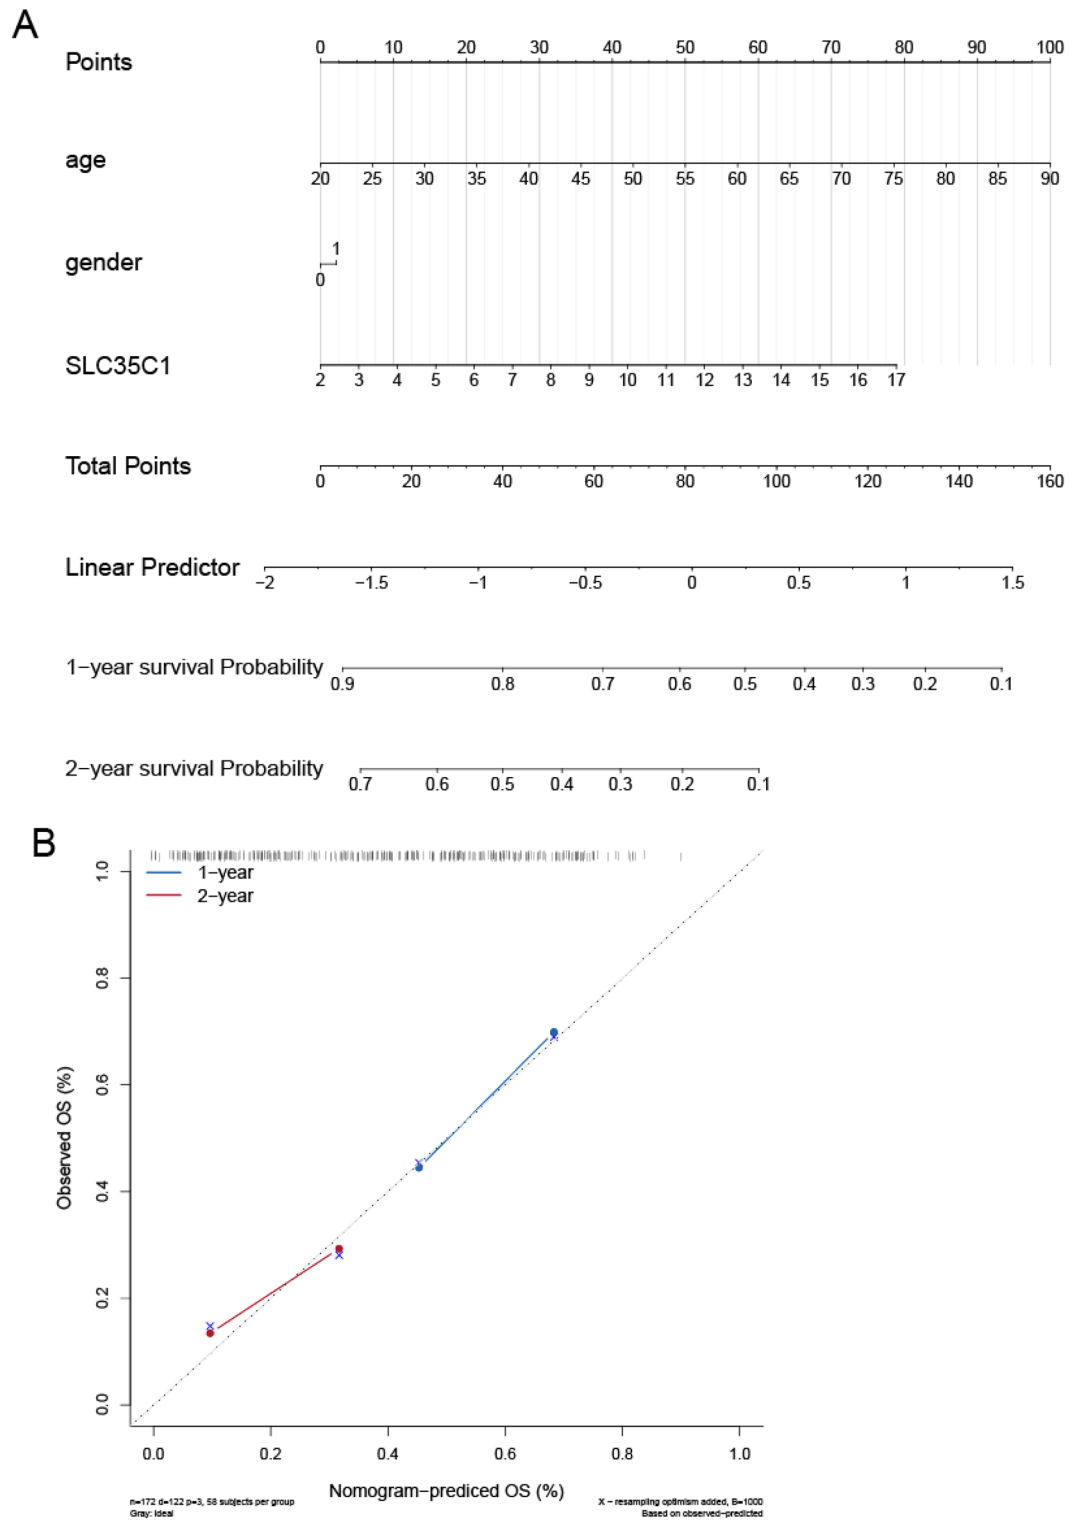 A
Points
0 10 20 30 40 50 60 70 80 90 100
age
20 25 30 35 40 45 50 55 60 65 70 75 80 85 90
gender
1
0
SLC35C1
2 3 4 5 6 7 8 9 10 11 12 13 14 15 16 17
Total Points
0 20 40 60 80 100 120 140 160
Linear Predictor
−2 −1.5 −1 −0.5 0 0.5 1 1.5
1−year survival Probability
0.9 0.8 0.7 0.6 0.5 0.4 0.3 0.2 0.1
2−year survival Probability
0.7 0.6 0.5 0.4 0.3 0.2 0.1
B
1−year
2−year
Observed OS (%)
1.0
0.8
0.6
0.4
0.2
0.0
0.0 0.2 0.4 0.6 0.8 1.0
Nomogram−prediced OS (%)
n=172 d=122 p=3, 58 subjects per group
Gray: ideal
X − resampling optimism added, B=1000
Based on observed−predicted